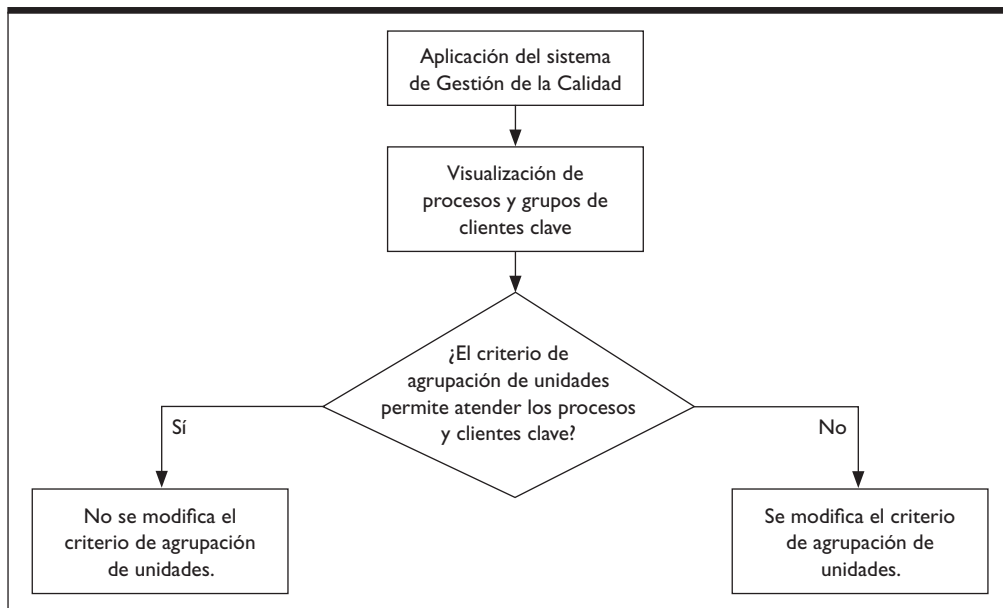 Aplicación del sistema
de Gestión de la Calidad
Visualización de
procesos y grupos de
clientes clave
¿El criterio de
agrupación de unidades
permite atender los procesos
y clientes clave?
Sí
No
No se modifica el
criterio de agrupación
de unidades.
Se modifica el criterio
de agrupación de
unidades.